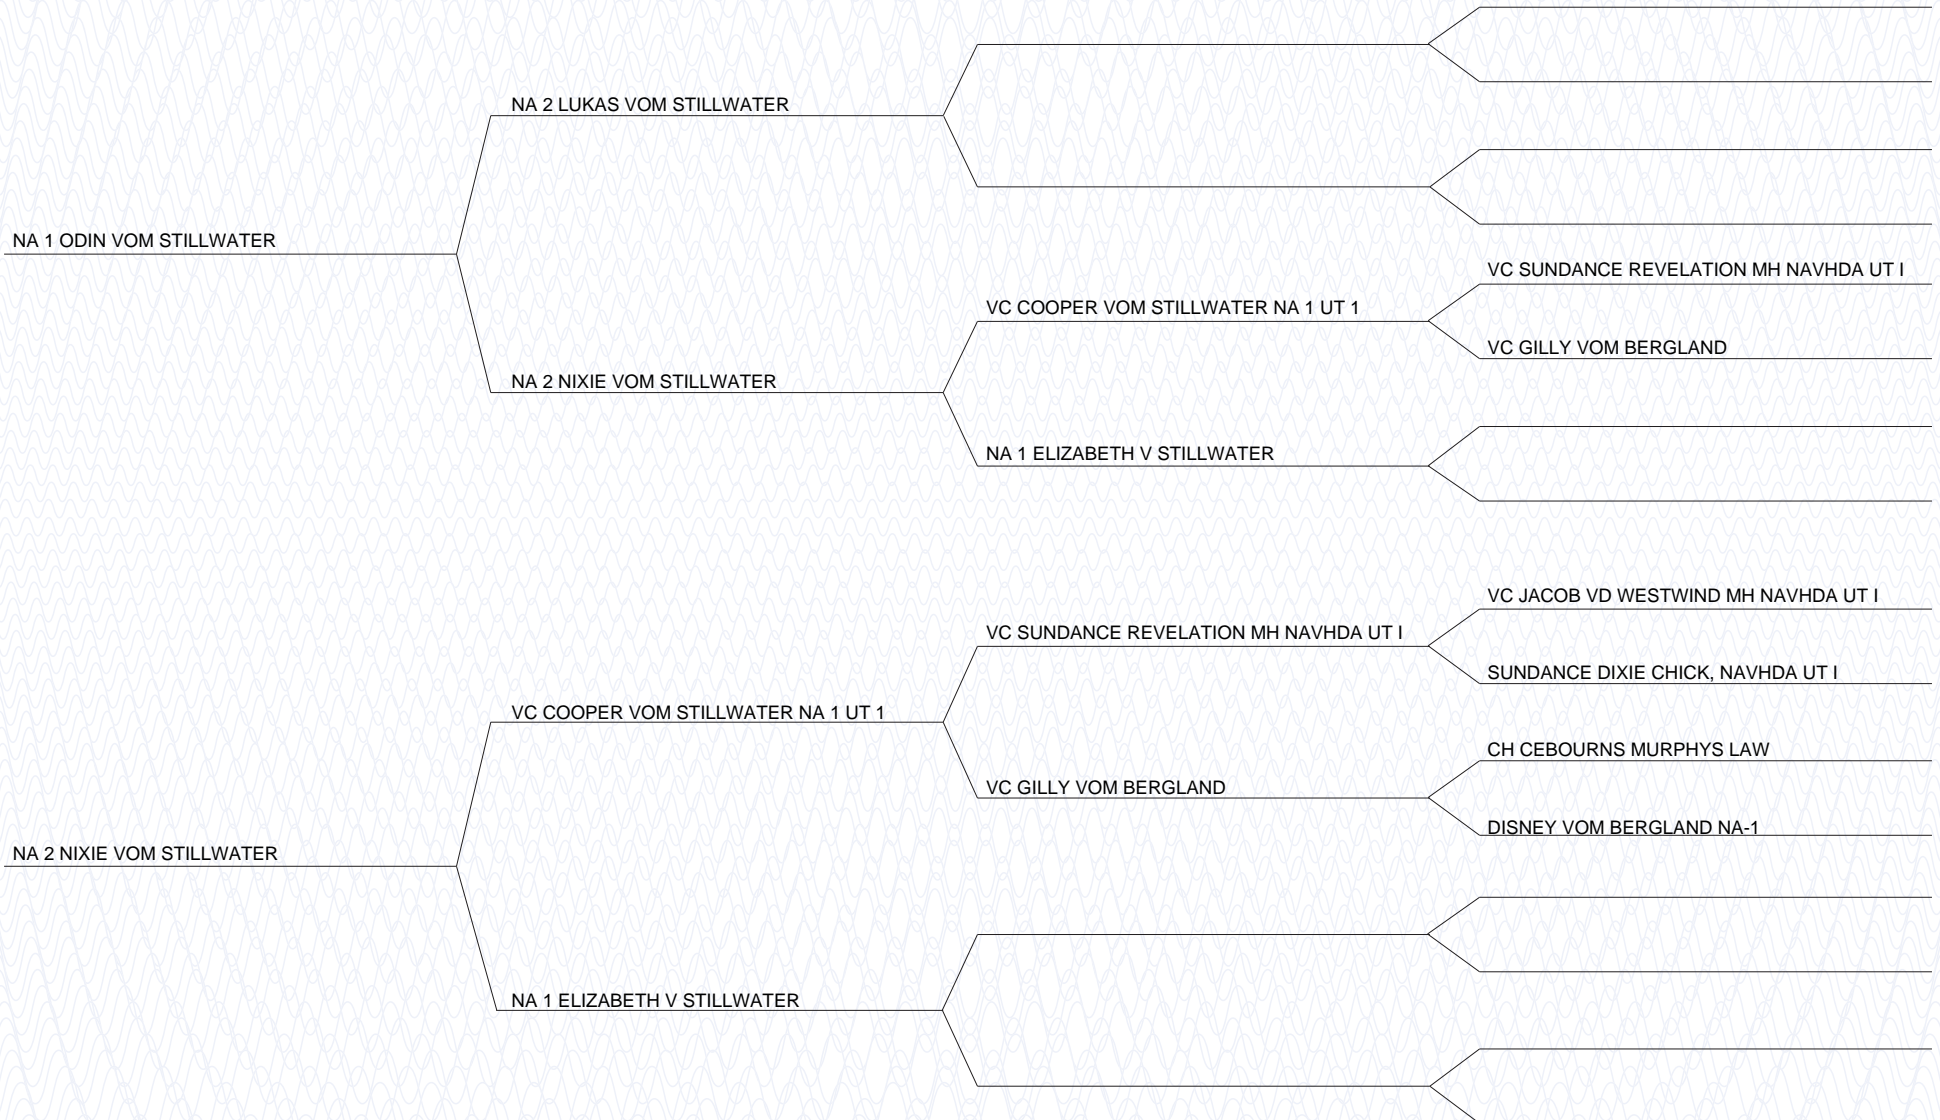 NA 2 LUKAS VOM STILLWATER
NA 1 ODIN VOM STILLWATER
VC SUNDANCE REVELATION MH NAVHDA UT I
VC COOPER VOM STILLWATER NA 1 UT 1
VC GILLY VOM BERGLAND
NA 2 NIXIE VOM STILLWATER
NA 1 ELIZABETH V STILLWATER
VC JACOB VD WESTWIND MH NAVHDA UT I
VC SUNDANCE REVELATION MH NAVHDA UT I
SUNDANCE DIXIE CHICK, NAVHDA UT I
VC COOPER VOM STILLWATER NA 1 UT 1
CH CEBOURNS MURPHYS LAW
VC GILLY VOM BERGLAND
DISNEY VOM BERGLAND NA-1
NA 2 NIXIE VOM STILLWATER
NA 1 ELIZABETH V STILLWATER